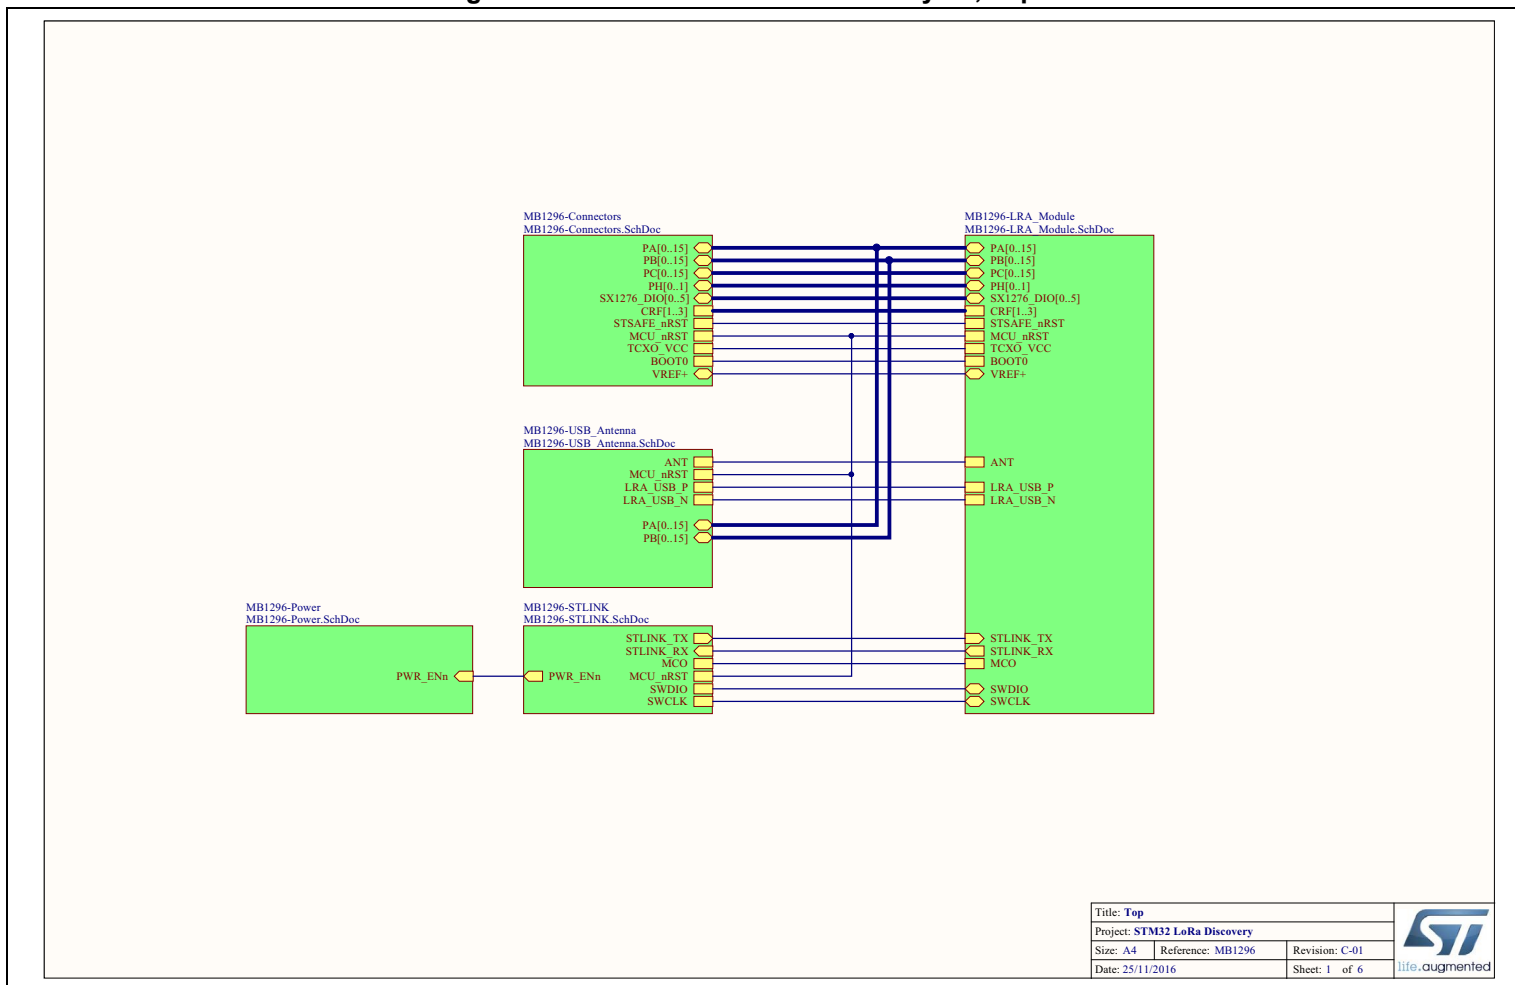 MB1296-Connectors
MB1296-Connectors.SchDoc
PA[0..15]
PB[0..15]
PC[0..15]
PH[0..1]
SX1276_DIO[0..5]
CRF[1..3]
STSAFE_nRST
MCU_nRST
TCXO_VCC
BOOT0
VREF+
MB1296-LRA_Module
MB1296-LRA_Module.SchDoc
PA[0..15]
PB[0..15]
PC[0..15]
PH[0..1]
SX1276_DIO[0..5]
CRF[1..3]
STSAFE_nRST
MCU_nRST
TCXO_VCC
BOOT0
VREF+
ANT
LRA_USB_P
LRA_USB_N
STLINK_TX
STLINK_RX
MCO
SWDIO
SWCLK
MB1296-USB_Antenna
MB1296-USB_Antenna.SchDoc
ANT
MCU_nRST
LRA_USB_P
LRA_USB_N
PA[0..15]
PB[0..15]
MB1296-Power
MB1296-Power.SchDoc
PWR_ENn
MB1296-STLINK
MB1296-STLINK.SchDoc
STLINK_TX
STLINK_RX
MCO
PWR_ENn MCU_nRST
SWDIO
SWCLK
Title: Top
Project: STM32 LoRa Discovery
Size: A4 Reference: MB1296 Revision: C-01
Date: 25/11/2016 Sheet: 1 of 6
ST
life.augmented